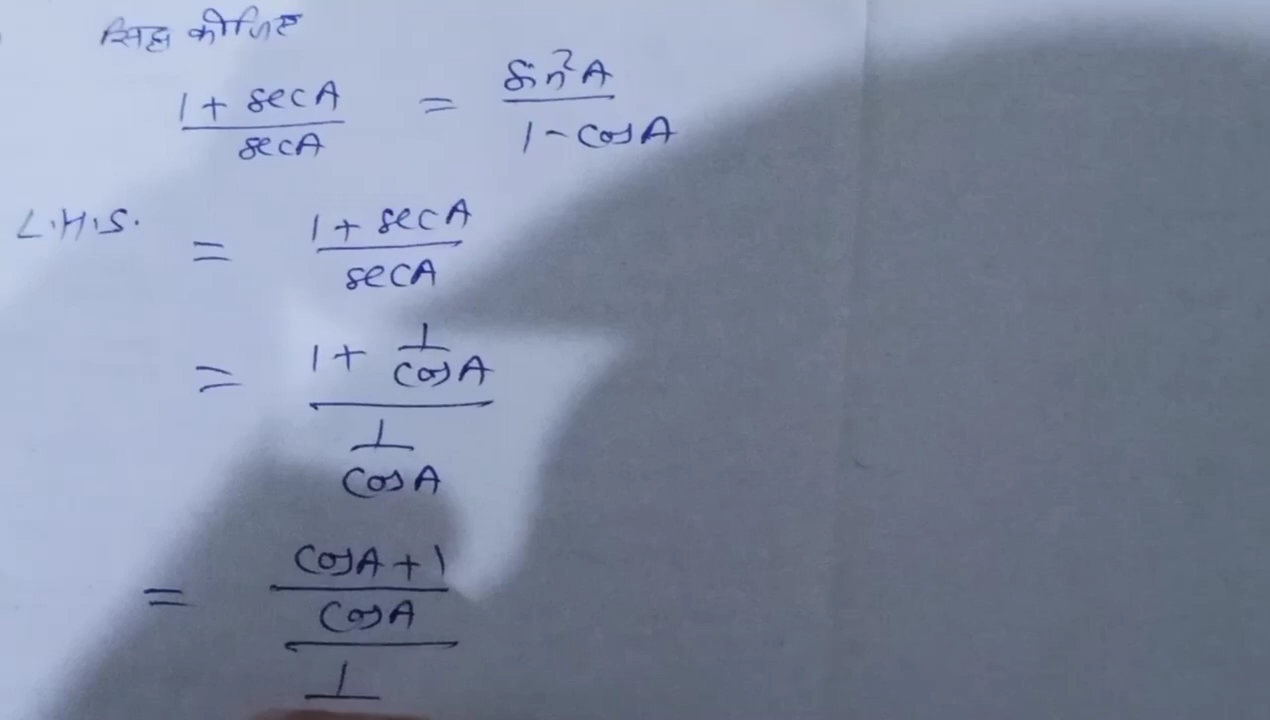 सिद्ध कीजिए
1 + secA = sin²A
secA 1 - cosA
L.H.S. = 1 + secA
secA
= 1 + 1
cosA
1
cosA
= cosA + 1
cosA
1